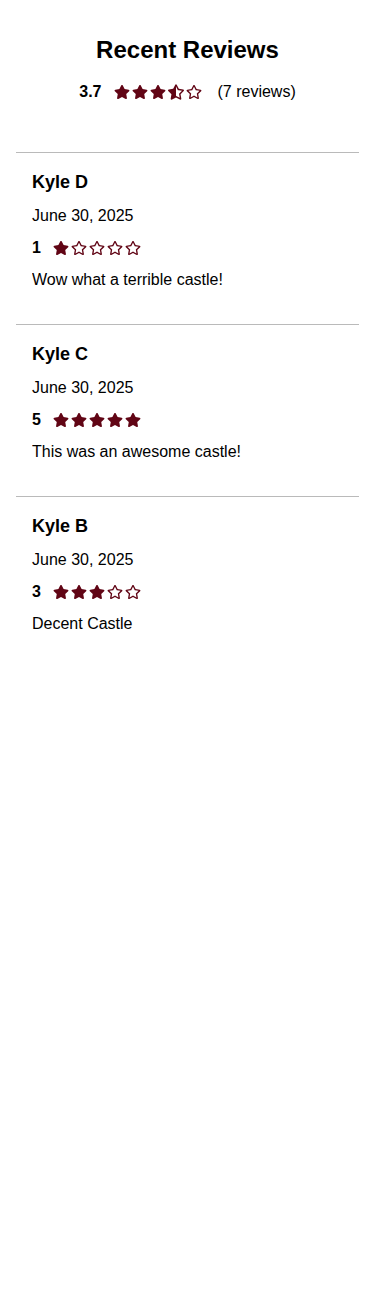 Recent Reviews
3.7 (7 reviews)
Kyle D
June 30, 2025
1
Wow what a terrible castle!
Kyle C
June 30, 2025
5
This was an awesome castle!
Kyle B
June 30, 2025
3
Decent Castle